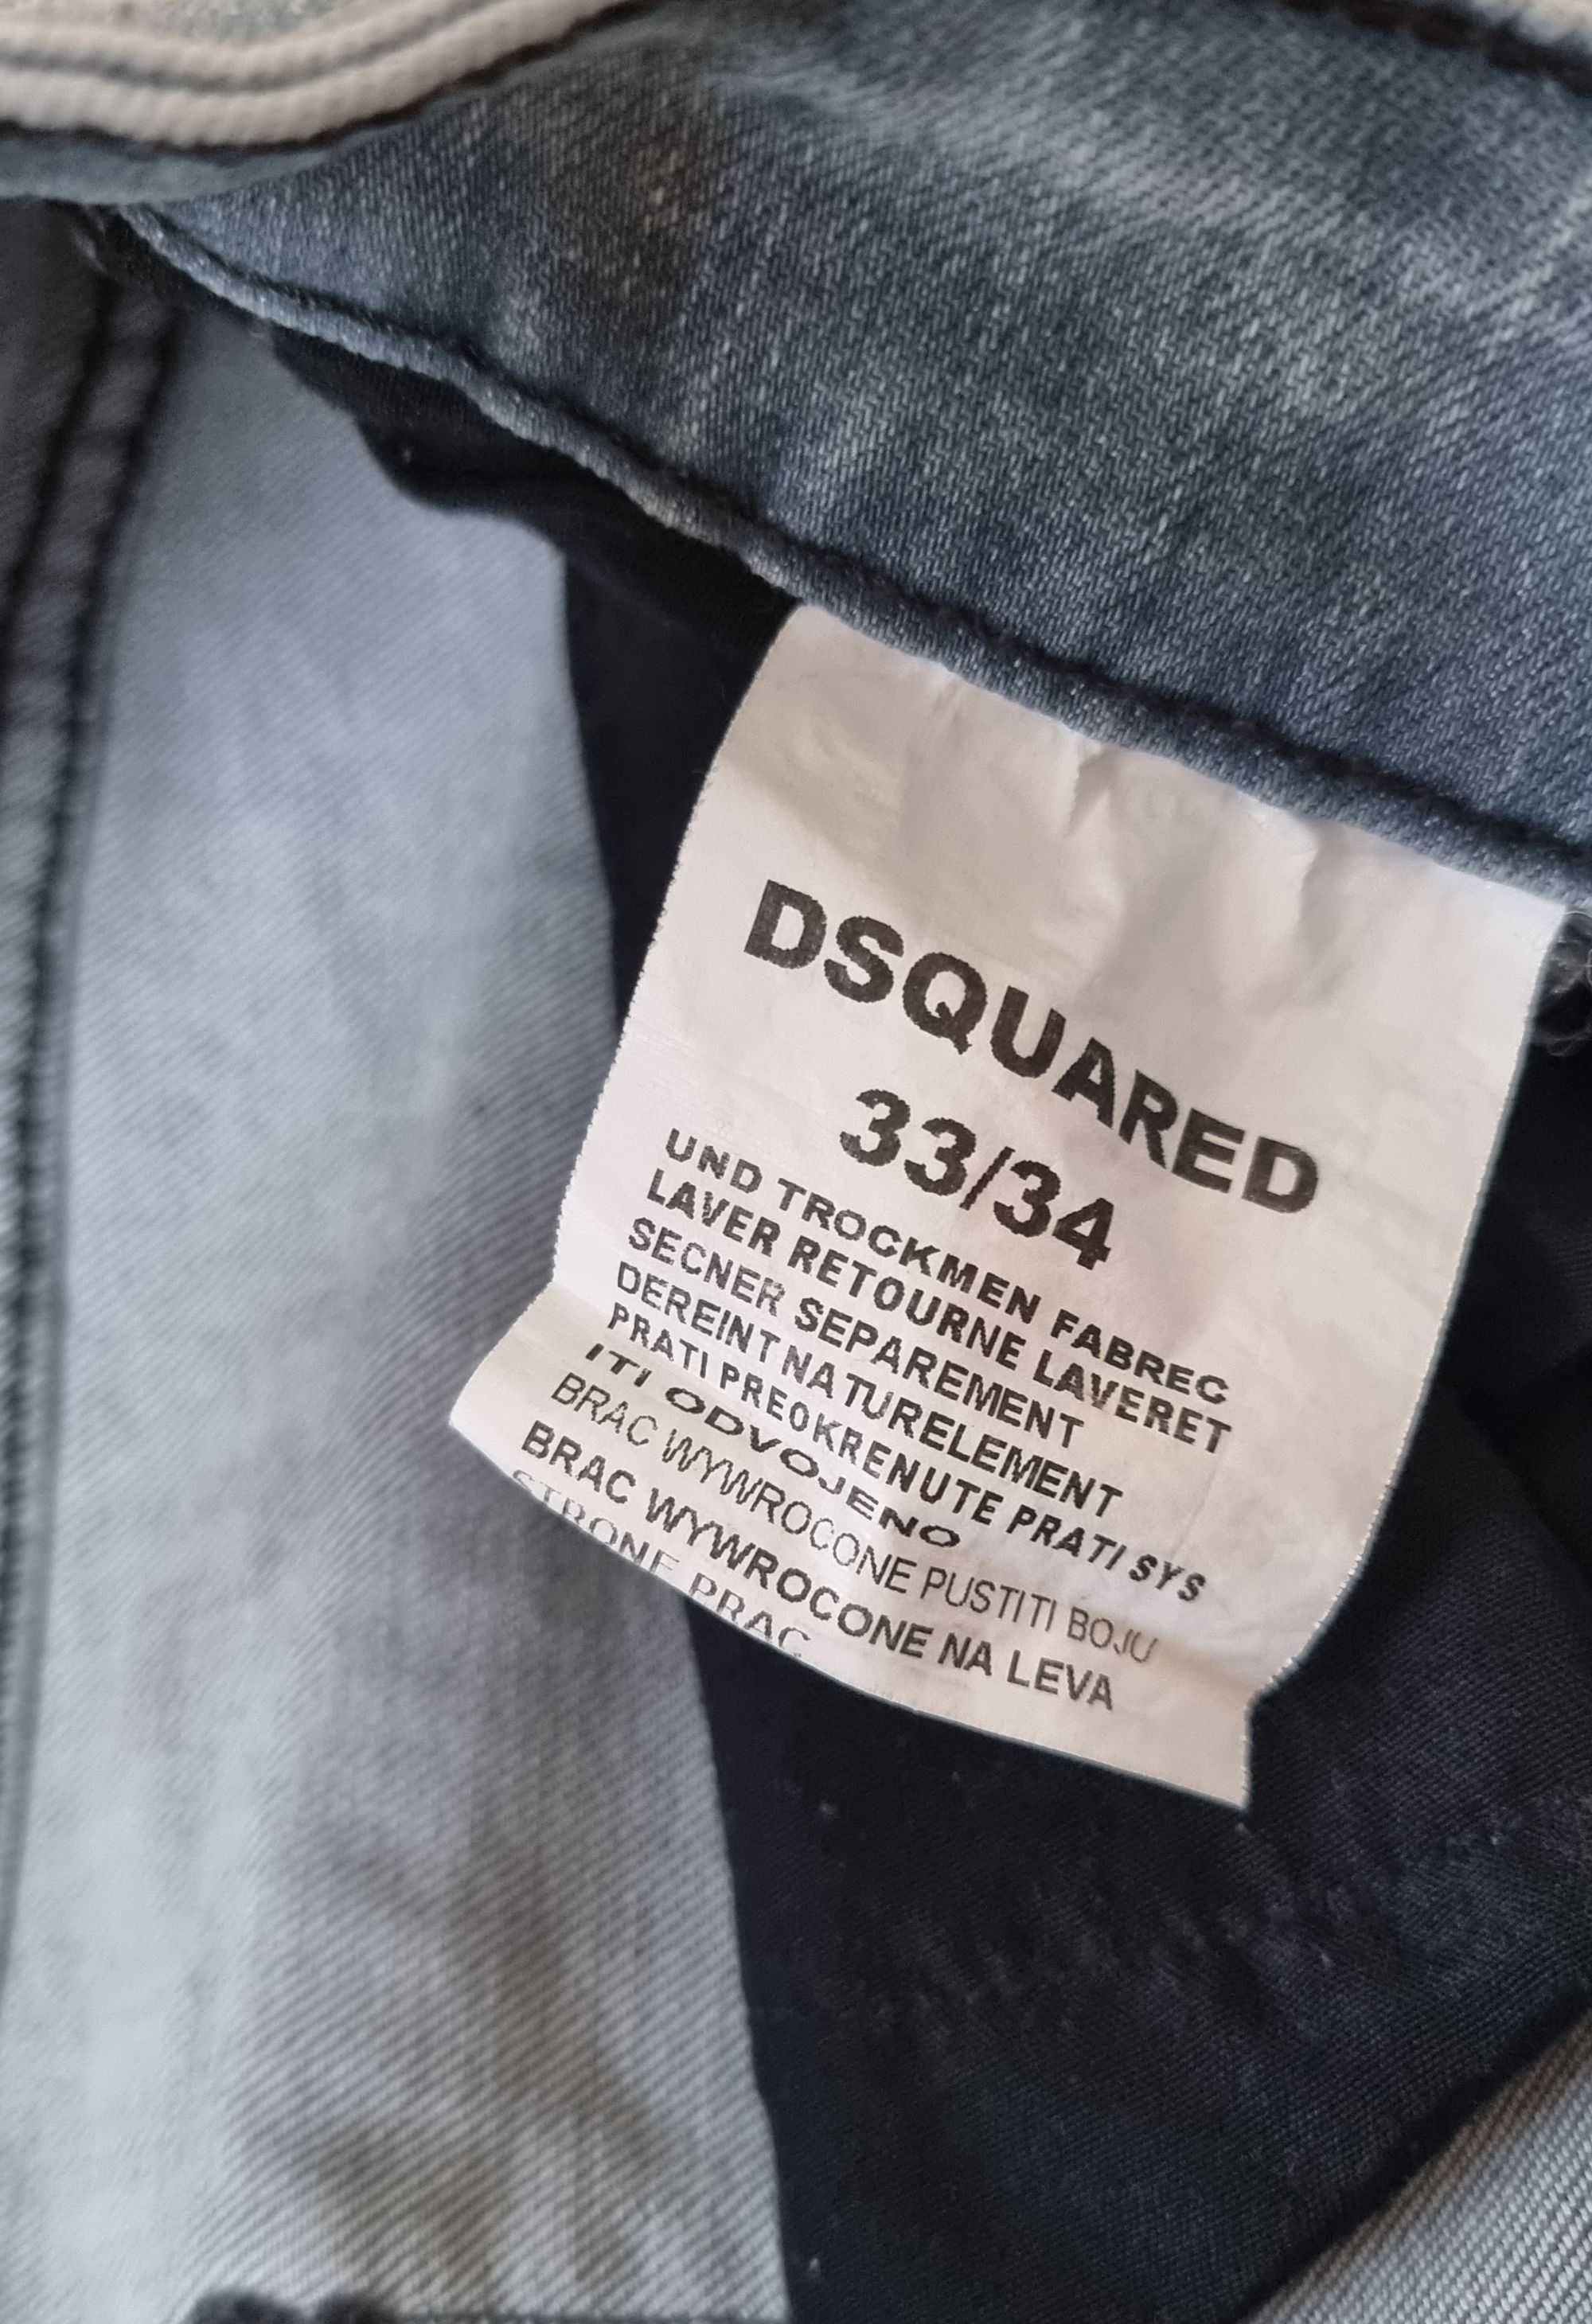 DSQUARED
33/34
UND TROCKMEN FABREC
LAVER RETOURNE LAVERET
SECNER SEPAREMENT
DEREINT NATURELEMENT
PRATI PREOKRENUTE PRATI SYS
ITI ODVOJENO
BRAC WYWROCONE PUSTITI BOJU
BRAC WYWROCONE NA LEVA
STRONE PRAC